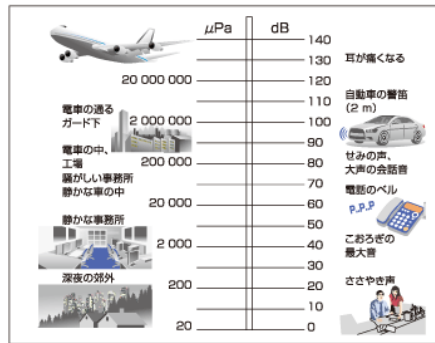 μPa dB
140
130 耳が痛くなる
20 000 000 120
110 自動車の警笛
(2 m)
電車の通る
ガード下
2 000 000 100
90
電車の中、
工場
200 000 80 せみの声、
大声の会話音
騒がしい事務所
70
静かな車の中
電話のベル
20 000 60
P.P.P
静かな事務所
50
こおろぎの
最大音
2 000 40
30
深夜の郊外
200 20 ささやき声
10
20 0